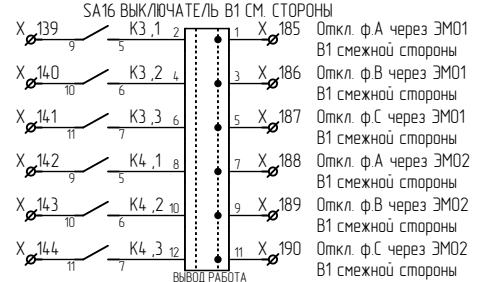 SA16 ВЫКЛЮЧАТЕЛЬ В1 СМ. СТОРОНЫ
X 139 9 5 К3 ,1 2 1 X 185 Откл. ф.А через ЭМО1
В1 смежной стороны
X 140 10 6 К3 ,2 4 3 X 186 Откл. ф.В через ЭМО1
В1 смежной стороны
X 141 11 7 К3 ,3 6 5 X 187 Откл. ф.С через ЭМО1
В1 смежной стороны
X 142 9 5 К4 ,1 8 7 X 188 Откл. ф.А через ЭМО2
В1 смежной стороны
X 143 10 6 К4 ,2 10 9 X 189 Откл. ф.В через ЭМО2
В1 смежной стороны
X 144 11 7 К4 ,3 12 11 X 190 Откл. ф.С через ЭМО2
В1 смежной стороны
ВЫВОД РАБОТА